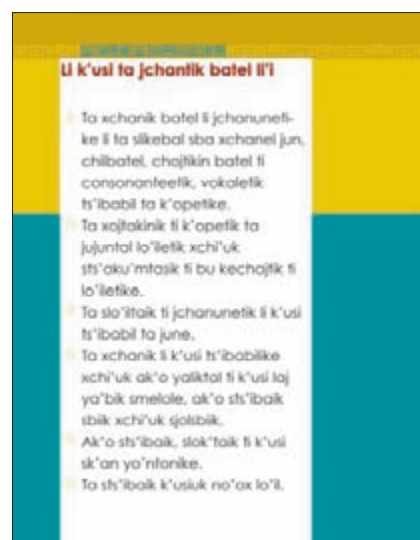 Li k'usi ta jchantik batel li'i
Ta xchanik batel li jchanuneti-
ke li ta slikebal sba xchanel jun,
chilbatel, chojtikin batel ti
consonanteetik, vokaletik
ts'ibabil ta k'opetike.
Ta xojtakinik ti k'opetik ta
jujuntal lo'iletik xchi'uk
sts'aku'mtasik ti bu kechajtik ti
lo'iletike.
Ta slo'iltaik ti jchanunetik li k'usi
ts'ibabil ta june.
Ta xchanik li k'usi ts'ibabilike
xchi'uk ak'o yaliktal ti k'usi laj
ya'bik smelole, ak'o sts'ibaik
sbiik xchi'uk sjolsbiik.
Ak'o sts'ibaik, slok'taik ti k'usi
sk'an yo'ntonike.
Ta sts'ibaik k'usiuk no'ox lo'il.